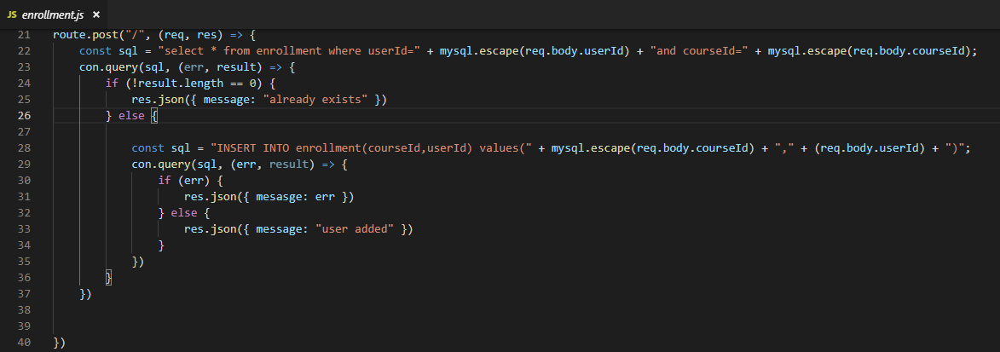 JS enrollment.js ×
21 route.post("/", (req, res) => {
22 const sql = "select * from enrollment where userId=" + mysql.escape(req.body.userId) + "and courseId=" + mysql.escape(req.body.courseId);
23 con.query(sql, (err, result) => {
24 if (!result.length == 0) {
25 res.json({ message: "already exists" })
26 } else {
27
28 const sql = "INSERT INTO enrollment(courseId,userId) values(" + mysql.escape(req.body.courseId) + "," + (req.body.userId) + ")";
29 con.query(sql, (err, result) => {
30 if (err) {
31 res.json({ mesasge: err })
32 } else {
33 res.json({ message: "user added" })
34 }
35 })
36 }
37 })
38
39
40 })